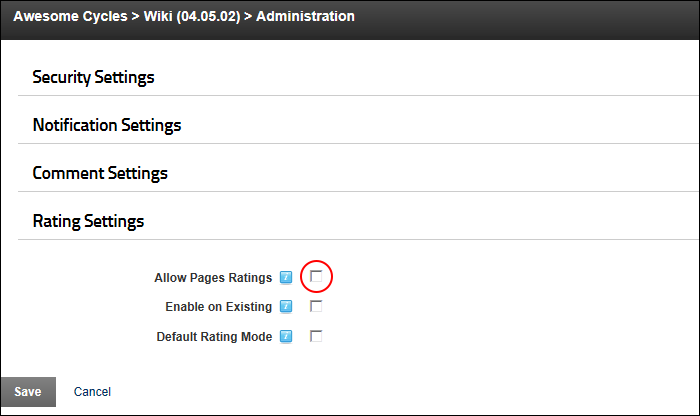 Awesome Cycles > Wiki (04.05.02) > Administration
Security Settings
Notification Settings
Comment Settings
Rating Settings
Allow Pages Ratings
Enable on Existing
Default Rating Mode
Save Cancel